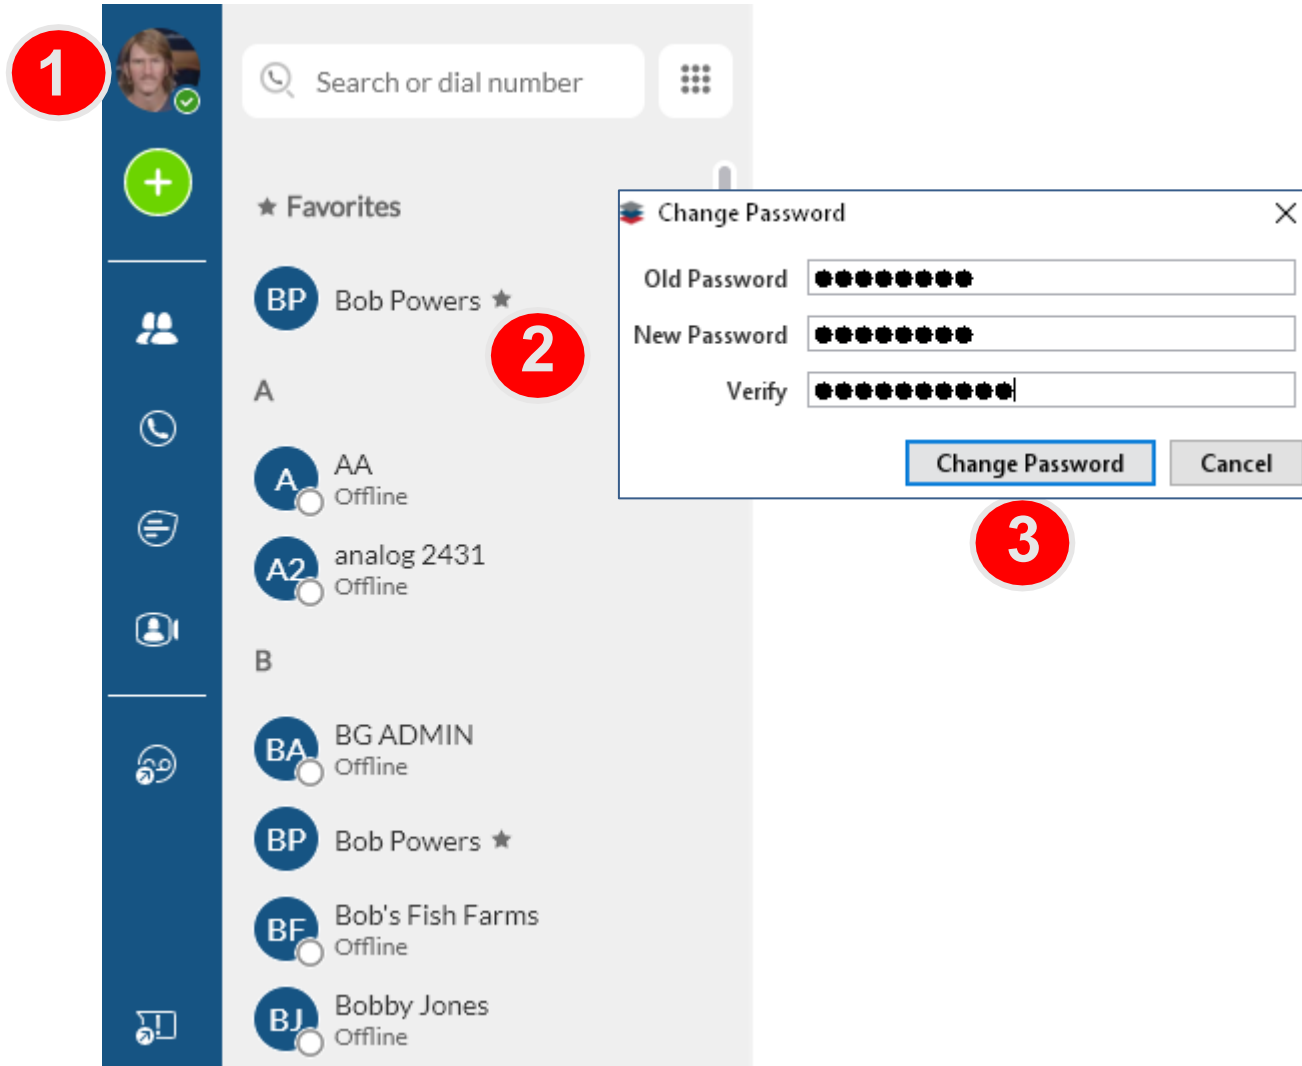 1
Search or dial number
★ Favorites
BP Bob Powers ★
2
A
A AA
Offline
A2 analog 2431
Offline
B
BA BG ADMIN
Offline
BP Bob Powers ★
BF Bob's Fish Farms
Offline
BJ Bobby Jones
Offline
Change Password
Old Password ●●●●●●●●
New Password ●●●●●●●●
Verify ●●●●●●●●●●
Change Password Cancel
3